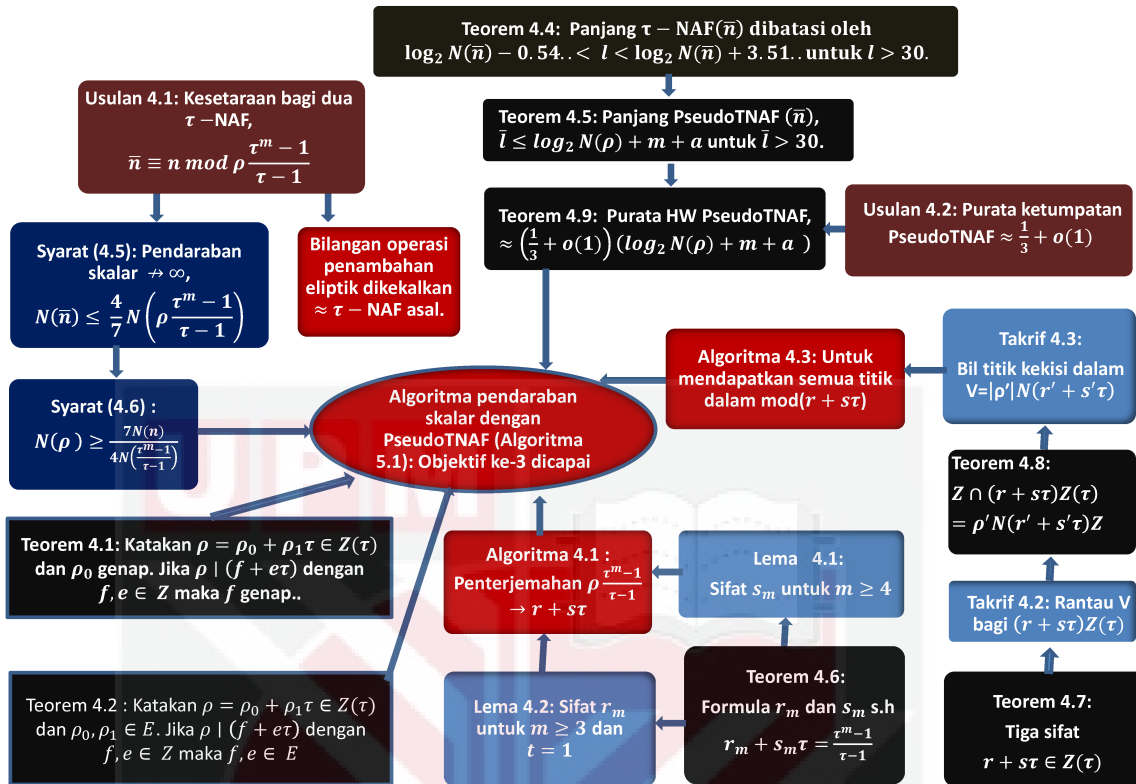 Teorem 4.4: Panjang τ − NAF(n̅) dibatasi oleh
log₂ N(n̅) − 0.54.. < l < log₂ N(n̅) + 3.51.. untuk l > 30.
Usulan 4.1: Kesetaraan bagi dua
τ −NAF,
n̅ ≡ n mod ρ (τ^m − 1)/(τ − 1)
Teorem 4.5: Panjang PseudoTNAF (n̅),
l̅ ≤ log₂ N(ρ) + m + a untuk l̅ > 30.
Teorem 4.9: Purata HW PseudoTNAF,
≈ (1/3 + o(1)) (log₂ N(ρ) + m + a )
Usulan 4.2: Purata ketumpatan
PseudoTNAF ≈ 1/3 + o(1)
Syarat (4.5): Pendaraban
skalar ↛ ∞,
N(n̅) ≤ 4/7 N(ρ (τ^m − 1)/(τ − 1))
Bilangan operasi
penambahan
eliptik dikekalkan
≈ τ − NAF asal.
Syarat (4.6) :
N(ρ ) ≥ 7N(n) / 4N((τ^m−1)/(τ−1))
Algoritma pendaraban
skalar dengan
PseudoTNAF (Algoritma
5.1): Objektif ke-3 dicapai
Algoritma 4.3: Untuk
mendapatkan semua titik
dalam mod(r + sτ)
Takrif 4.3:
Bil titik kekisi dalam
V=|ρ′|N(r′ + s′τ)
Teorem 4.8:
Z ∩ (r + sτ)Z(τ)
= ρ′N(r′ + s′τ)Z
Takrif 4.2: Rantau V
bagi (r + sτ)Z(τ)
Teorem 4.7:
Tiga sifat
r + sτ ∈ Z(τ)
Teorem 4.1: Katakan ρ = ρ₀ + ρ₁τ ∈ Z(τ)
dan ρ₀ genap. Jika ρ ∣ (f + eτ) dengan
f, e ∈ Z maka f genap..
Algoritma 4.1 :
Penterjemahan ρ (τ^m−1)/(τ−1)
→ r + sτ
Lema 4.1:
Sifat s_m untuk m ≥ 4
Teorem 4.2 : Katakan ρ = ρ₀ + ρ₁τ ∈ Z(τ)
dan ρ₀, ρ₁ ∈ E. Jika ρ ∣ (f + eτ) dengan
f, e ∈ Z maka f, e ∈ E
Lema 4.2: Sifat r_m
untuk m ≥ 3 dan
t = 1
Teorem 4.6:
Formula r_m dan s_m s.h
r_m + s_mτ = (τ^m−1)/(τ−1)
UPM